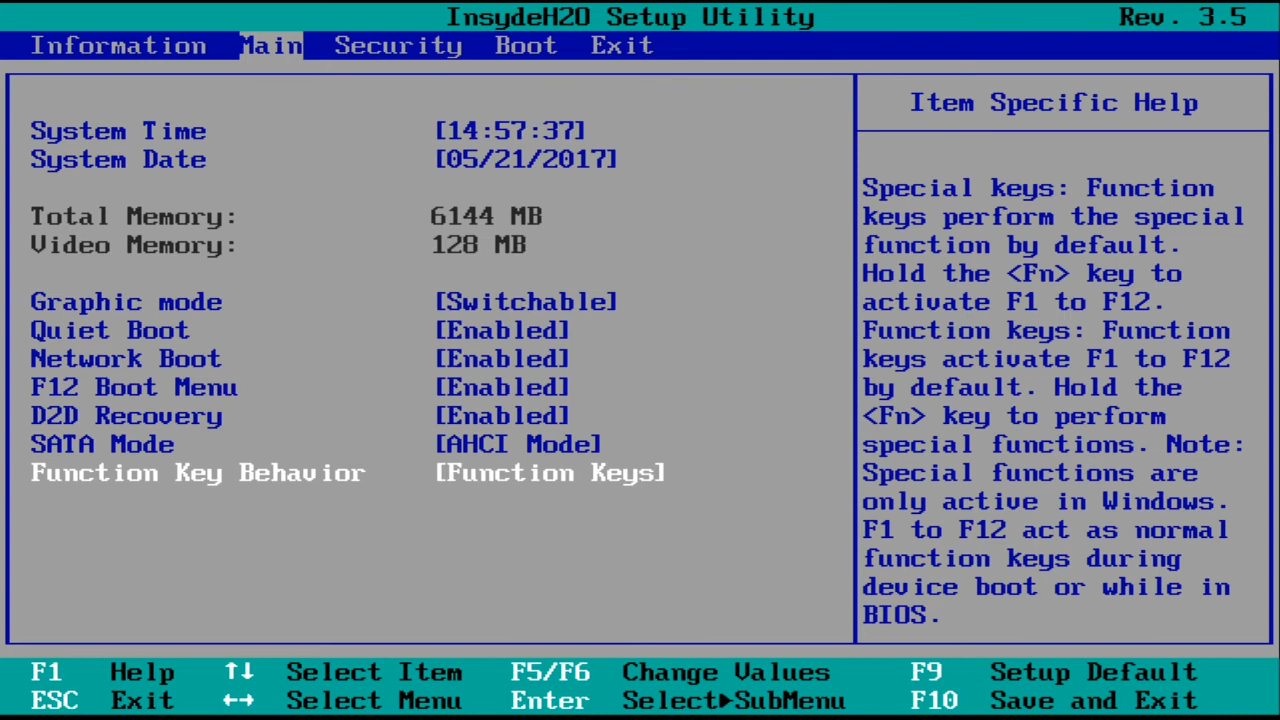 InsydeH2O Setup Utility Rev. 3.5
Information Main Security Boot Exit
Item Specific Help
System Time [14:57:37]
System Date [05/21/2017]
Total Memory: 6144 MB
Video Memory: 128 MB
Graphic mode [Switchable]
Quiet Boot [Enabled]
Network Boot [Enabled]
F12 Boot Menu [Enabled]
D2D Recovery [Enabled]
SATA Mode [AHCI Mode]
Function Key Behavior [Function Keys]
Special keys: Function
keys perform the special
function by default.
Hold the <Fn> key to
activate F1 to F12.
Function keys: Function
keys activate F1 to F12
by default. Hold the
<Fn> key to perform
special functions. Note:
Special functions are
only active in Windows.
F1 to F12 act as normal
function keys during
device boot or while in
BIOS.
F1 Help ↑↓ Select Item F5/F6 Change Values F9 Setup Default
ESC Exit ↔ Select Menu Enter Select▶SubMenu F10 Save and Exit